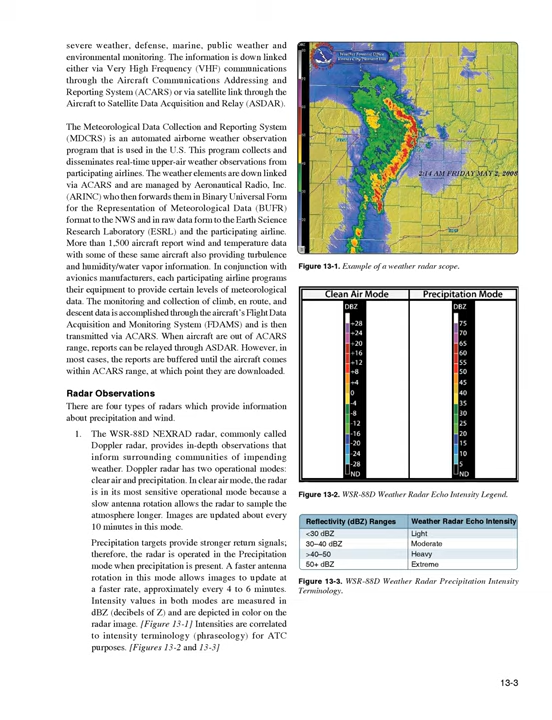 severe weather, defense, marine, public weather and
environmental monitoring. The information is down linked
either via Very High Frequency (VHF) communications
through the Aircraft Communications Addressing and
Reporting System (ACARS) or via satellite link through the
Aircraft to Satellite Data Acquisition and Relay (ASDAR).
The Meteorological Data Collection and Reporting System
(MDCRS) is an automated airborne weather observation
program that is used in the U.S. This program collects and
disseminates real-time upper-air weather observations from
participating airlines. The weather elements are down linked
via ACARS and are managed by Aeronautical Radio, Inc.
(ARINC) who then forwards them in Binary Universal Form
for the Representation of Meteorological Data (BUFR)
format to the NWS and in raw data form to the Earth Science
Research Laboratory (ESRL) and the participating airline.
More than 1,500 aircraft report wind and temperature data
with some of these same aircraft also providing turbulence
and humidity/water vapor information. In conjunction with
avionics manufacturers, each participating airline programs
their equipment to provide certain levels of meteorological
data. The monitoring and collection of climb, en route, and
descent data is accomplished through the aircraft's Flight Data
Acquisition and Monitoring System (FDAMS) and is then
transmitted via ACARS. When aircraft are out of ACARS
range, reports can be relayed through ASDAR. However, in
most cases, the reports are buffered until the aircraft comes
within ACARS range, at which point they are downloaded.
Radar Observations
There are four types of radars which provide information
about precipitation and wind.
1. The WSR-88D NEXRAD radar, commonly called
Doppler radar, provides in-depth observations that
inform surrounding communities of impending
weather. Doppler radar has two operational modes:
clear air and precipitation. In clear air mode, the radar
is in its most sensitive operational mode because a
slow antenna rotation allows the radar to sample the
atmosphere longer. Images are updated about every
10 minutes in this mode.
Precipitation targets provide stronger return signals;
therefore, the radar is operated in the Precipitation
mode when precipitation is present. A faster antenna
rotation in this mode allows images to update at
a faster rate, approximately every 4 to 6 minutes.
Intensity values in both modes are measured in
dBZ (decibels of Z) and are depicted in color on the
radar image. [Figure 13-1] Intensities are correlated
to intensity terminology (phraseology) for ATC
purposes. [Figures 13-2 and 13-3]
2:14 AM FRIDAY MAY 2, 2008
Figure 13-1. Example of a weather radar scope.
Clean Air Mode Precipitation Mode
DBZ DBZ
+28 75
+24 70
+20 65
+16 60
+12 55
+8 50
+4 45
0 40
-4 35
-8 30
-12 25
-16 20
-20 15
-24 10
-28 5
ND ND
Figure 13-2. WSR-88D Weather Radar Echo Intensity Legend.
Reflectivity (dBZ) Ranges Weather Radar Echo Intensity
<30 dBZ Light
30–40 dBZ Moderate
>40–50 Heavy
50+ dBZ Extreme
Figure 13-3. WSR-88D Weather Radar Precipitation Intensity
Terminology.
13-3